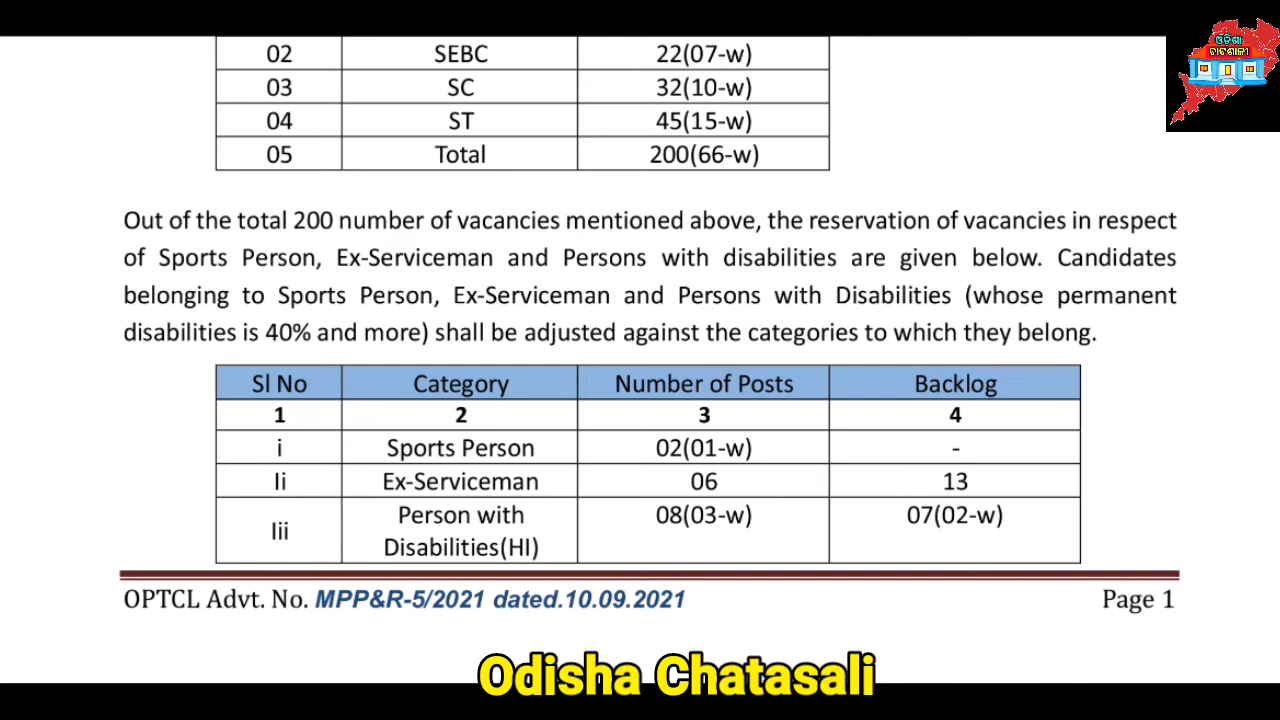 ଓଡ଼ିଶା
ଚାଟଶାଳୀ
02 SEBC 22(07-w)
03 SC 32(10-w)
04 ST 45(15-w)
05 Total 200(66-w)
Out of the total 200 number of vacancies mentioned above, the reservation of vacancies in respect
of Sports Person, Ex-Serviceman and Persons with disabilities are given below. Candidates
belonging to Sports Person, Ex-Serviceman and Persons with Disabilities (whose permanent
disabilities is 40% and more) shall be adjusted against the categories to which they belong.
Sl No Category Number of Posts Backlog
1 2 3 4
i Sports Person 02(01-w) -
Ii Ex-Serviceman 06 13
Iii Person with 08(03-w) 07(02-w)
Disabilities(HI)
OPTCL Advt. No. MPP&R-5/2021 dated.10.09.2021 Page 1
Odisha Chatasali